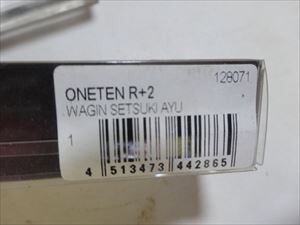 128071
ONETEN R+2
WAGIN SETSUKI AYU
1
4 513473 442865